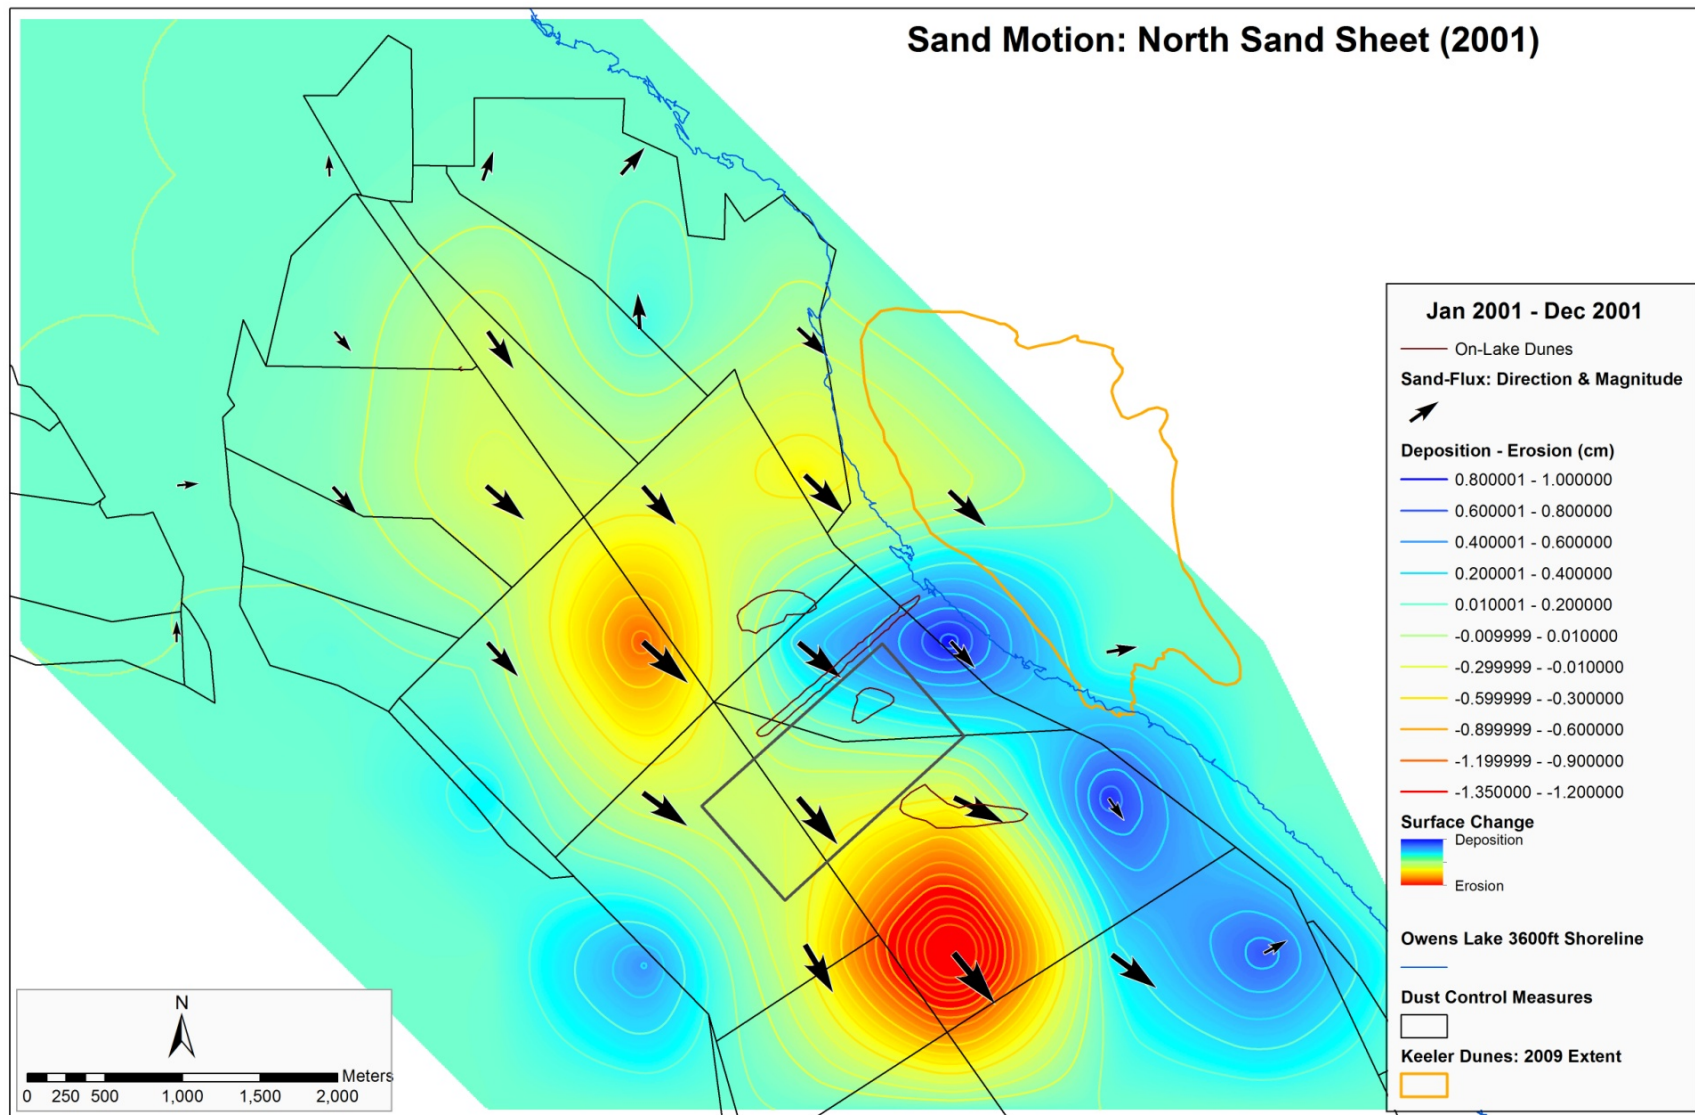 Sand Motion: North Sand Sheet (2001)
Jan 2001 - Dec 2001
On-Lake Dunes
Sand-Flux: Direction & Magnitude
Deposition - Erosion (cm)
0.800001 - 1.000000
0.600001 - 0.800000
0.400001 - 0.600000
0.200001 - 0.400000
0.010001 - 0.200000
-0.009999 - 0.010000
-0.299999 - -0.010000
-0.599999 - -0.300000
-0.899999 - -0.600000
-1.199999 - -0.900000
-1.350000 - -1.200000
Surface Change
Deposition
Erosion
Owens Lake 3600ft Shoreline
Dust Control Measures
Keeler Dunes: 2009 Extent
N
Meters
0 250 500 1,000 1,500 2,000